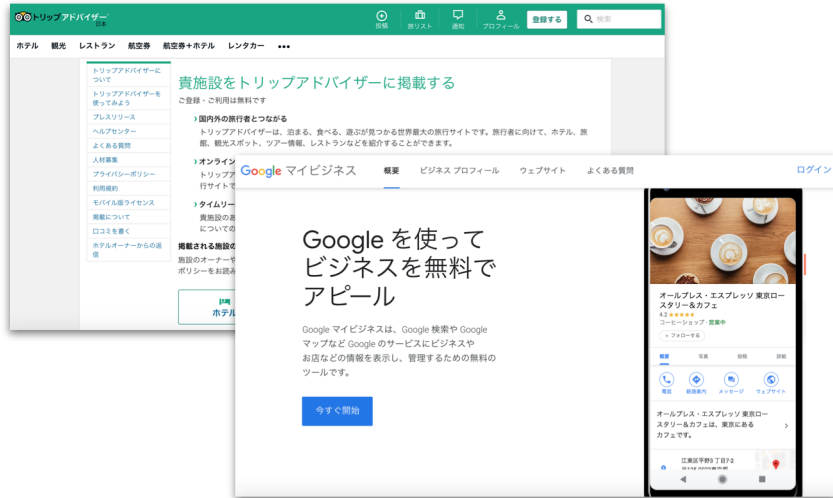 トリップアドバイザー
日本
投稿
旅リスト
通知
プロフィール
登録する
検索
ホテル 観光 レストラン 航空券 航空券+ホテル レンタカー •••
トリップアドバイザーに
ついて
トリップアドバイザーを
使ってみよう
プレスリリース
ヘルプセンター
よくある質問
人材募集
プライバシーポリシー
利用規約
モバイル版ライセンス
掲載について
口コミを書く
ホテルオーナーからの返
信
貴施設をトリップアドバイザーに掲載する
ご登録・ご利用は無料です
国内外の旅行者とつながる
トリップアドバイザーは、泊まる、食べる、遊ぶが見つかる世界最大の旅行サイトです。旅行者に向けて、ホテル、旅
館、観光スポット、ツアー情報、レストランなどを紹介することができます。
オンライン
トリップア
行サイトで
タイムリー
貴施設のあ
についての
掲載される施設の
施設のオーナーや
ポリシーをお読み
ホテル
Google マイビジネス
概要 ビジネス プロフィール ウェブサイト よくある質問
ログイン
Google を使って
ビジネスを無料で
アピール
Google マイビジネスは、Google 検索や Google
マップなど Google のサービスにビジネスや
お店などの情報を表示し、管理するための無料の
ツールです。
今すぐ開始
オールプレス・エスプレッソ 東京ロー
スタリー&カフェ
4.2 ★★★★★
コーヒーショップ・営業中
+ フォローする
概要 写真 投稿 詳細
電話 経路案内 メッセージ ウェブサイト
オールプレス・エスプレッソ 東京ロー
スタリー&カフェは、東京にある
カフェです。
江東区平野3 丁目7-2